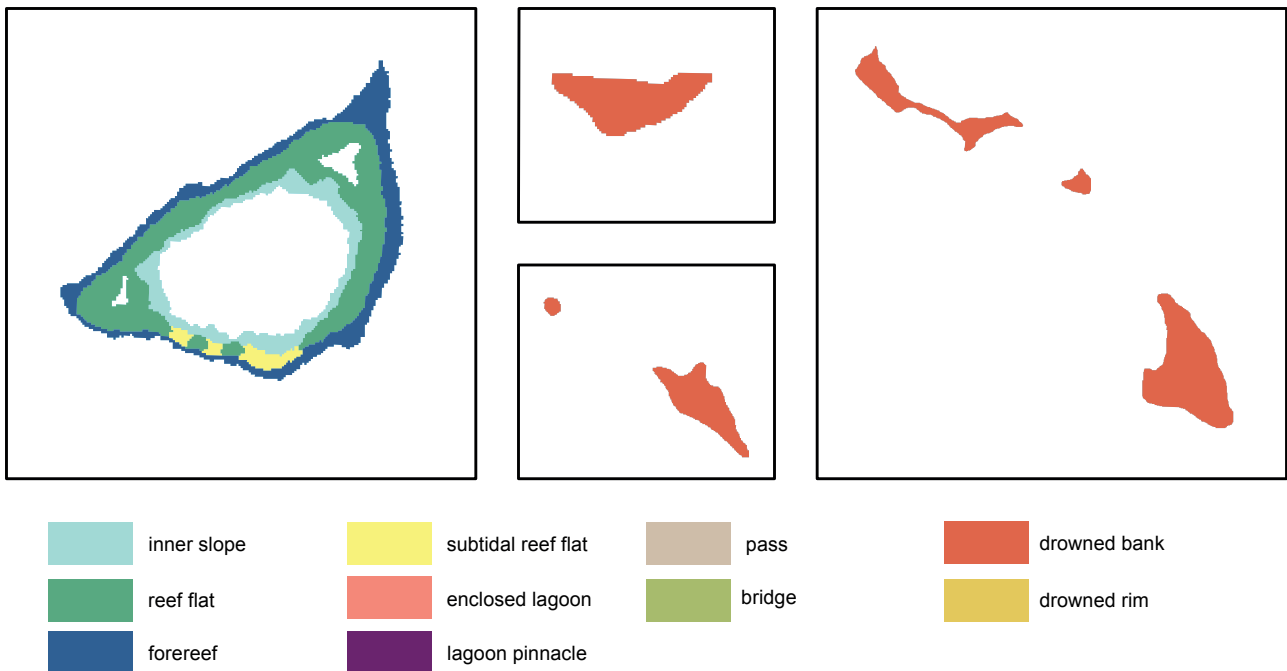 inner slope
subtidal reef flat
pass
drowned bank
reef flat
enclosed lagoon
bridge
drowned rim
forereef
lagoon pinnacle